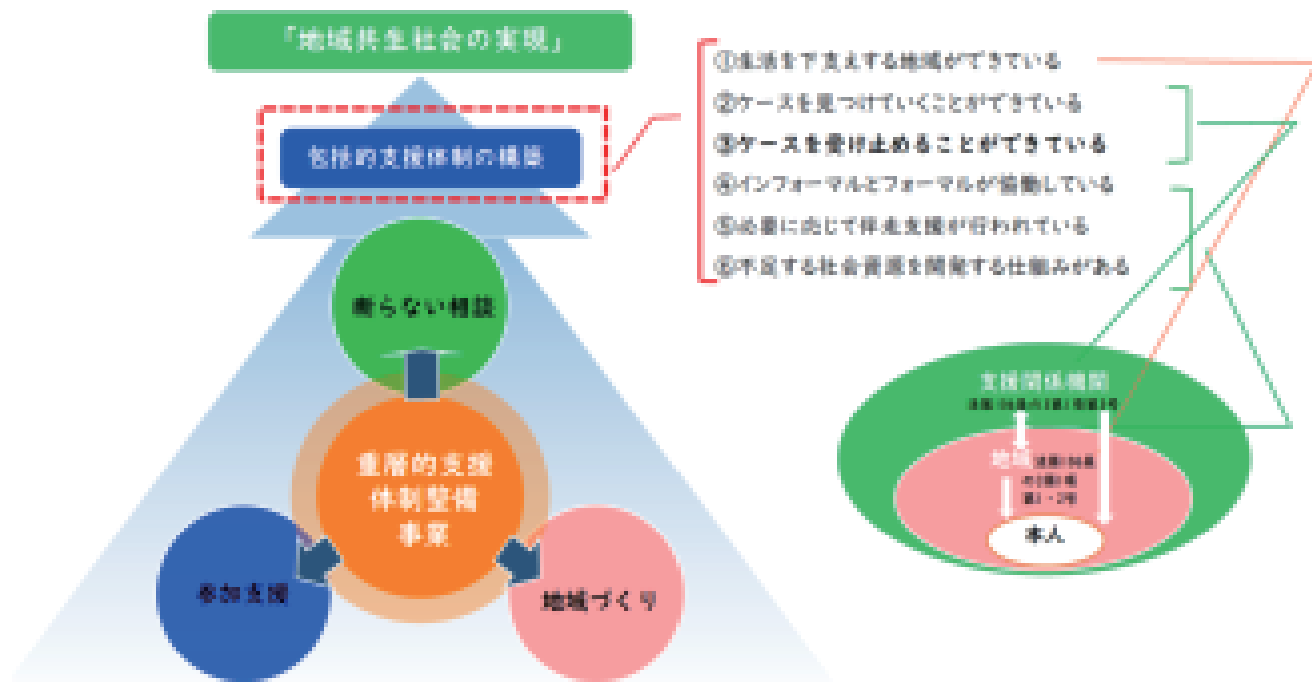 「地域共生社会の実現」
包括的支援体制の構築
①生活を下支えする地域ができている
②ケースを見つけていくことができている
③ケースを受け止めることができている
④インフォーマルとフォーマルが協働している
⑤必要に応じて伴走支援が行われている
⑥不足する社会資源を開発する仕組みがある
断らない相談
重層的支援
体制整備
事業
参加支援
地域づくり
支援関係機関
地域
本人